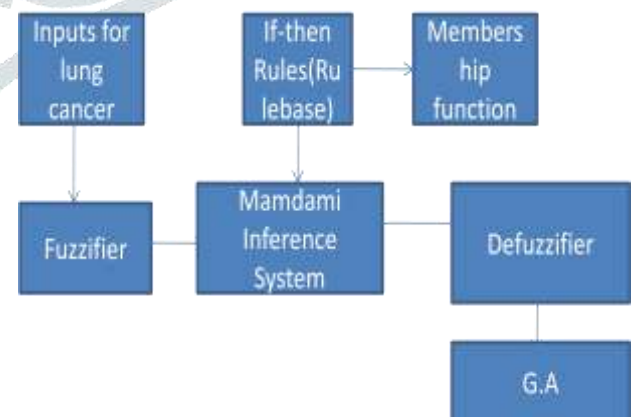 Inputs for
lung
cancer
If-then
Rules(Ru
lebase)
Members
hip
function
Fuzzifier
Mamdami
Inference
System
Defuzzifier
G.A